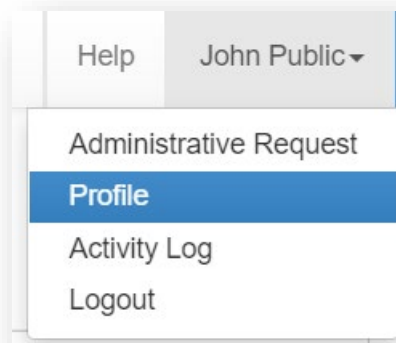 Help John Public
Administrative Request
Profile
Activity Log
Logout